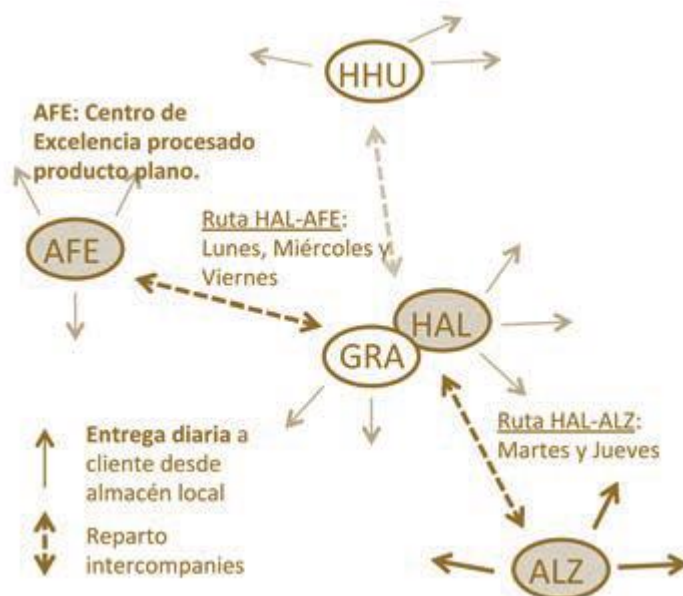 HHU
AFE: Centro de
Excelencia procesado
producto plano.
AFE
Ruta HAL-AFE:
Lunes, Miércoles y
Viernes
HAL
GRA
Ruta HAL-ALZ:
Martes y Jueves
Entrega diaria a
cliente desde
almacén local
Reparto
intercompanies
ALZ